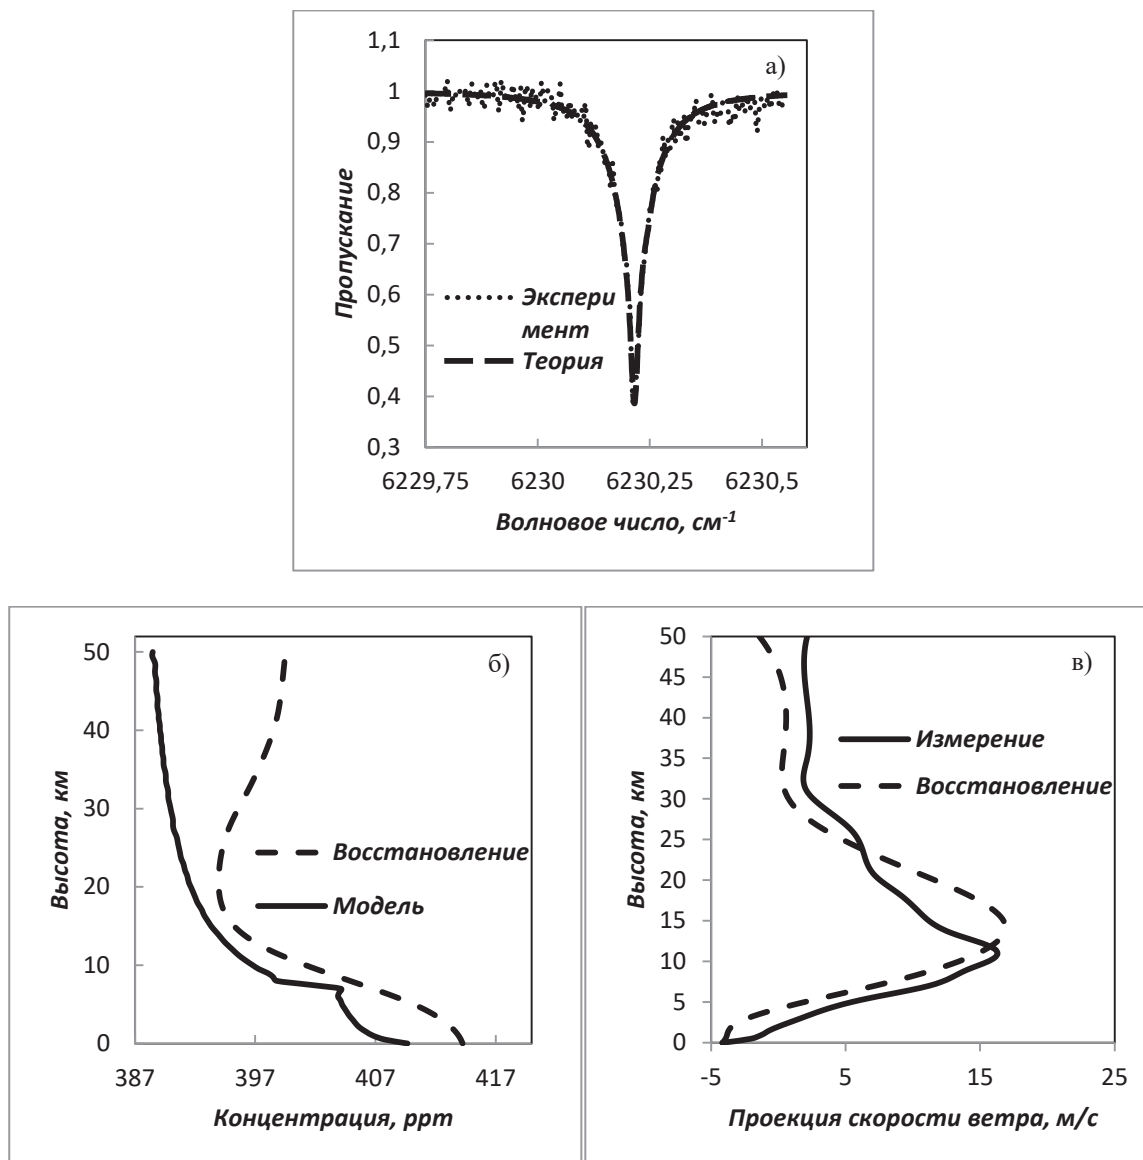 а)
1,1
1
0,9
0,8
0,7
0,6
0,5
0,4
0,3
Пропускание
Экспери
мент
Теория
6229,75 6230 6230,25 6230,5
Волновое число, см-1
б)
50
40
30
20
10
0
Высота, км
Восстановление
Модель
387 397 407 417
Концентрация, ppm
в)
50
45
40
35
30
25
20
15
10
5
0
Высота, км
Измерение
Восстановление
-5 5 15 25
Проекция скорости ветра, м/с